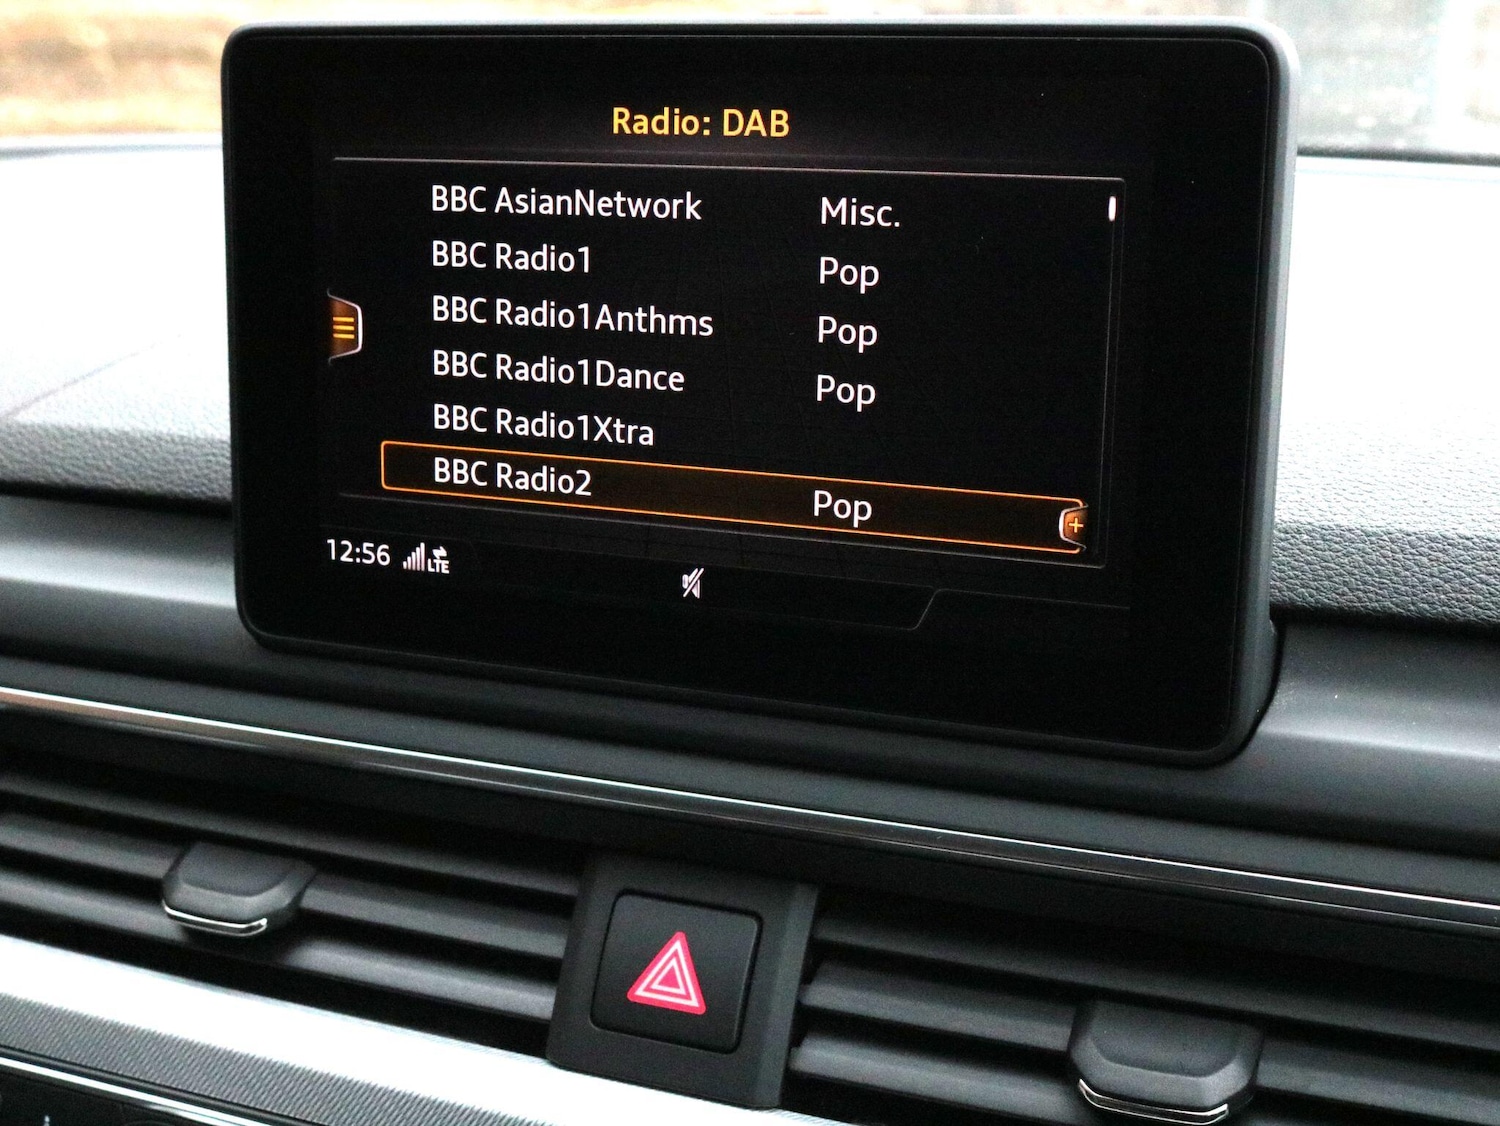 Radio: DAB
BBC AsianNetwork Misc.
BBC Radio1 Pop
BBC Radio1Anthms Pop
BBC Radio1Dance Pop
BBC Radio1Xtra
BBC Radio2 Pop
12:56 LTE